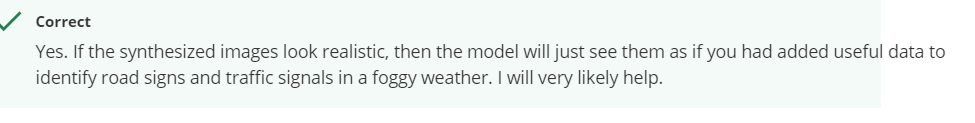 Correct
Yes. If the synthesized images look realistic, then the model will just see them as if you had added useful data to
identify road signs and traffic signals in a foggy weather. I will very likely help.